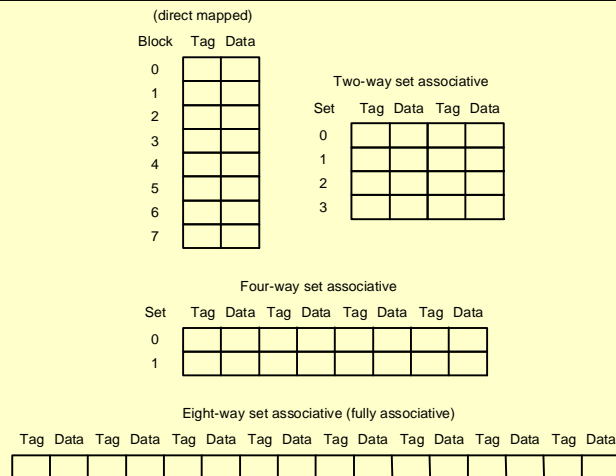 (direct mapped)
Block Tag Data
0
1
2
3
4
5
6
7
Two-way set associative
Set Tag Data Tag Data
0
1
2
3
Four-way set associative
Set Tag Data Tag Data Tag Data Tag Data
0
1
Eight-way set associative (fully associative)
Tag Data Tag Data Tag Data Tag Data Tag Data Tag Data Tag Data Tag Data